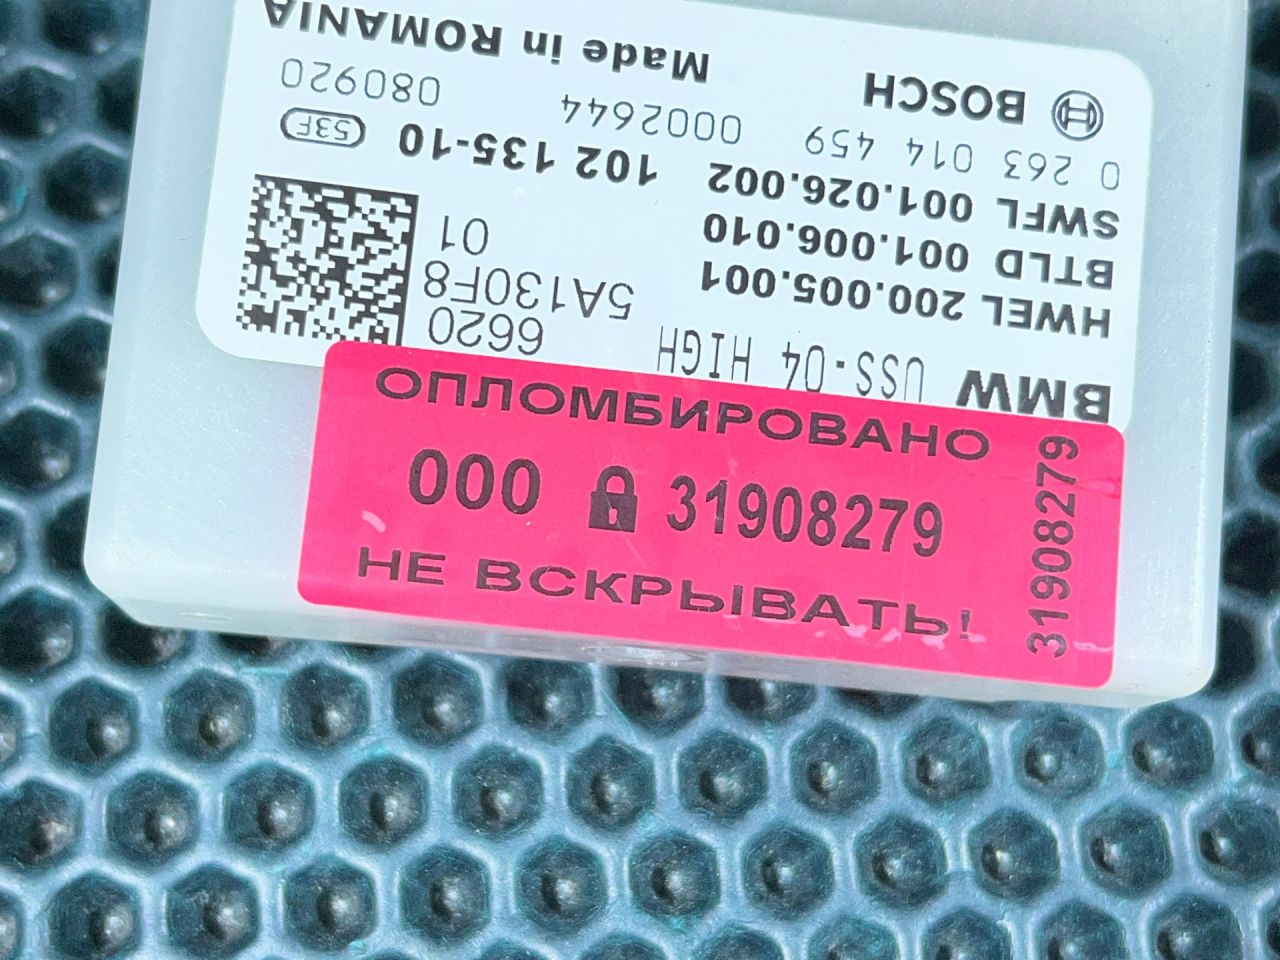 BMW USS-04 HIGH 6620
HWEL 200.005.001 5A130F8
BTLD 001.006.010 01
SWFL 001.026.002 102 135-10 53F
0 263 014 459 0002644 080920
BOSCH Made in ROMANIA
ОПЛОМБИРОВАНО
000 31908279
НЕ ВСКРЫВАТЬ!
31908279